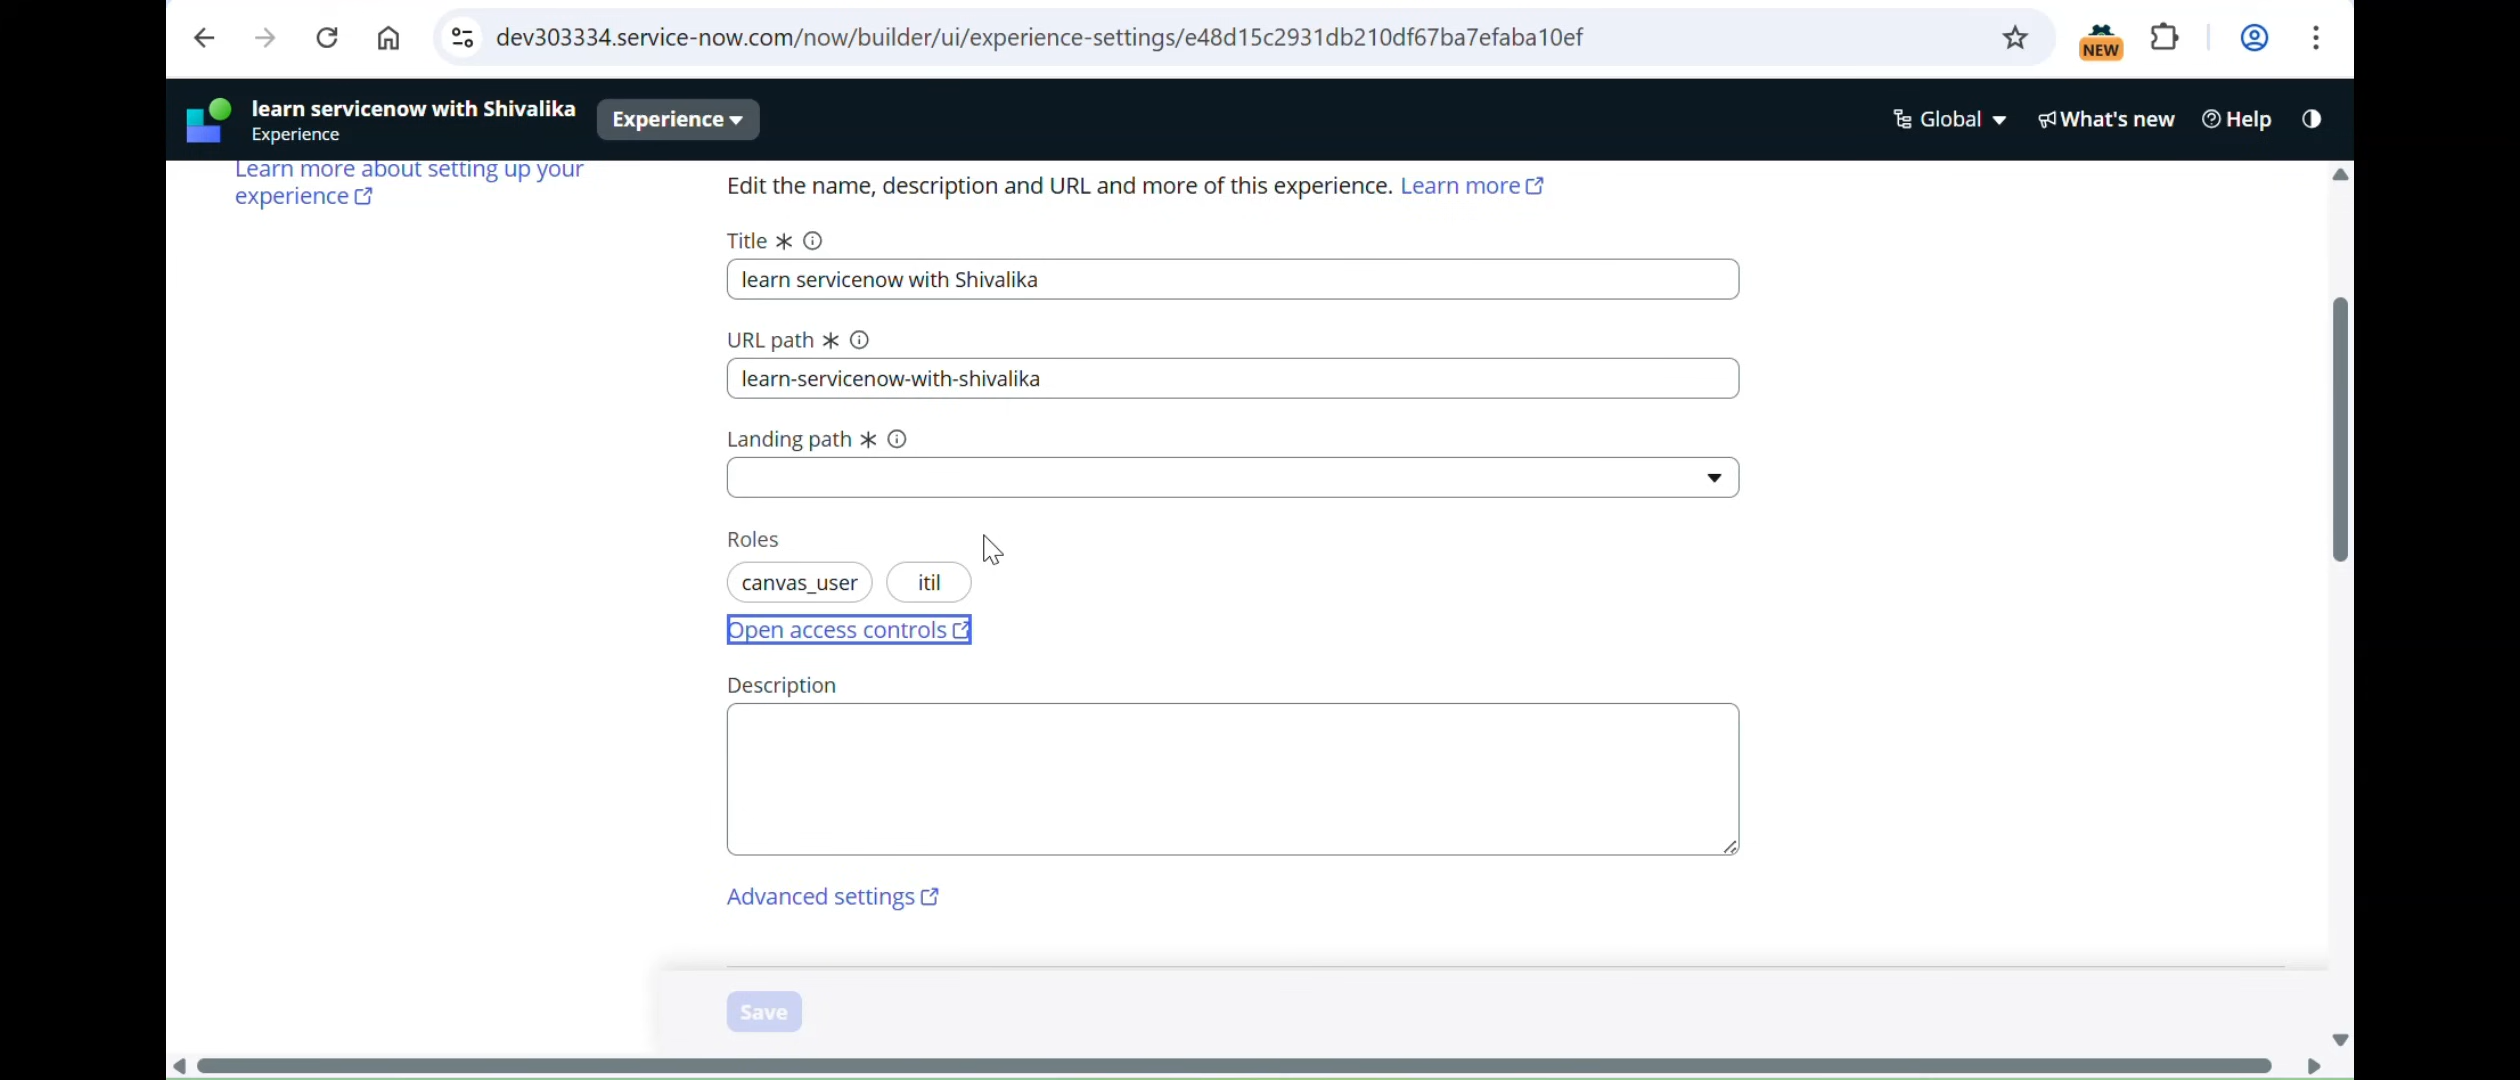 dev303334.service-now.com/now/builder/ui/experience-settings/e48d15c2931db210df67ba7efaba10ef
NEW
learn servicenow with Shivalika
Experience
Experience
Global
What's new
Help
Learn more about setting up your
experience
Edit the name, description and URL and more of this experience. Learn more
Title *
learn servicenow with Shivalika
URL path *
learn-servicenow-with-shivalika
Landing path *
Roles
canvas_user itil
Open access controls
Description
Advanced settings
Save